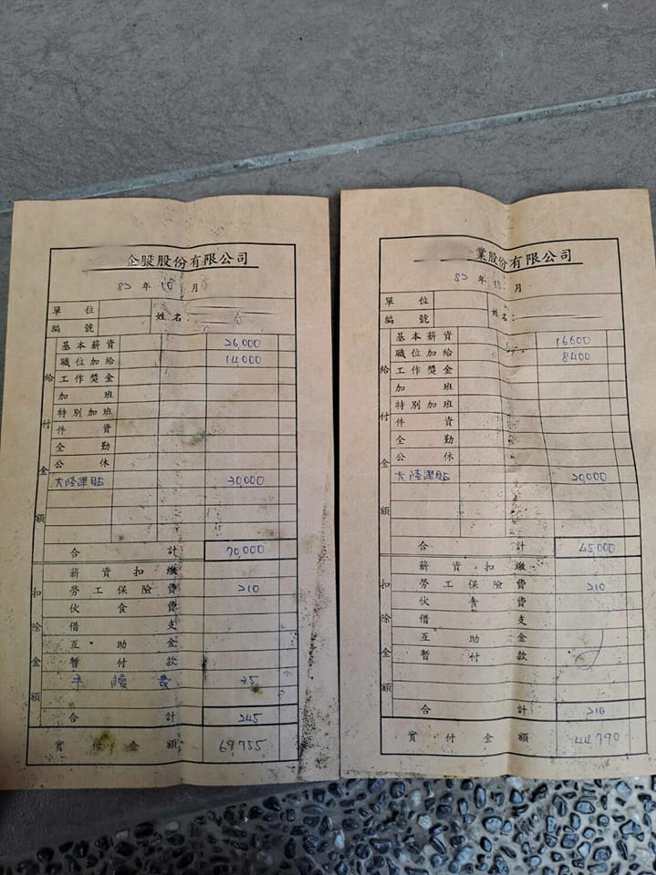 企業股份有限公司
年 10 月
單 位
編 號
姓名:
基本薪資 26,000
職位加給 14,000
工作獎金
加 班
特別加班
件 資
全 勤
公 休
大陸津貼 30,000
給付金額
合 計 70,000
薪資扣繳
勞工保險費 210
伙食費
借 支
互助金
暫付款
35
扣除金額
合 計 245
實付金額 69,755
業股份有限公司
年 10 月
單 位
編 號
姓名:
基本薪資 16600
職位加給 8400
工作獎金
加 班
特別加班
件 資
全 勤
公 休
大陸津貼 20,000
給付金額
合 計 45,000
薪資扣繳
勞工保險費 210
伙食費
借 支
互助金
暫付款
扣除金額
合 計 210
實付金額 44790